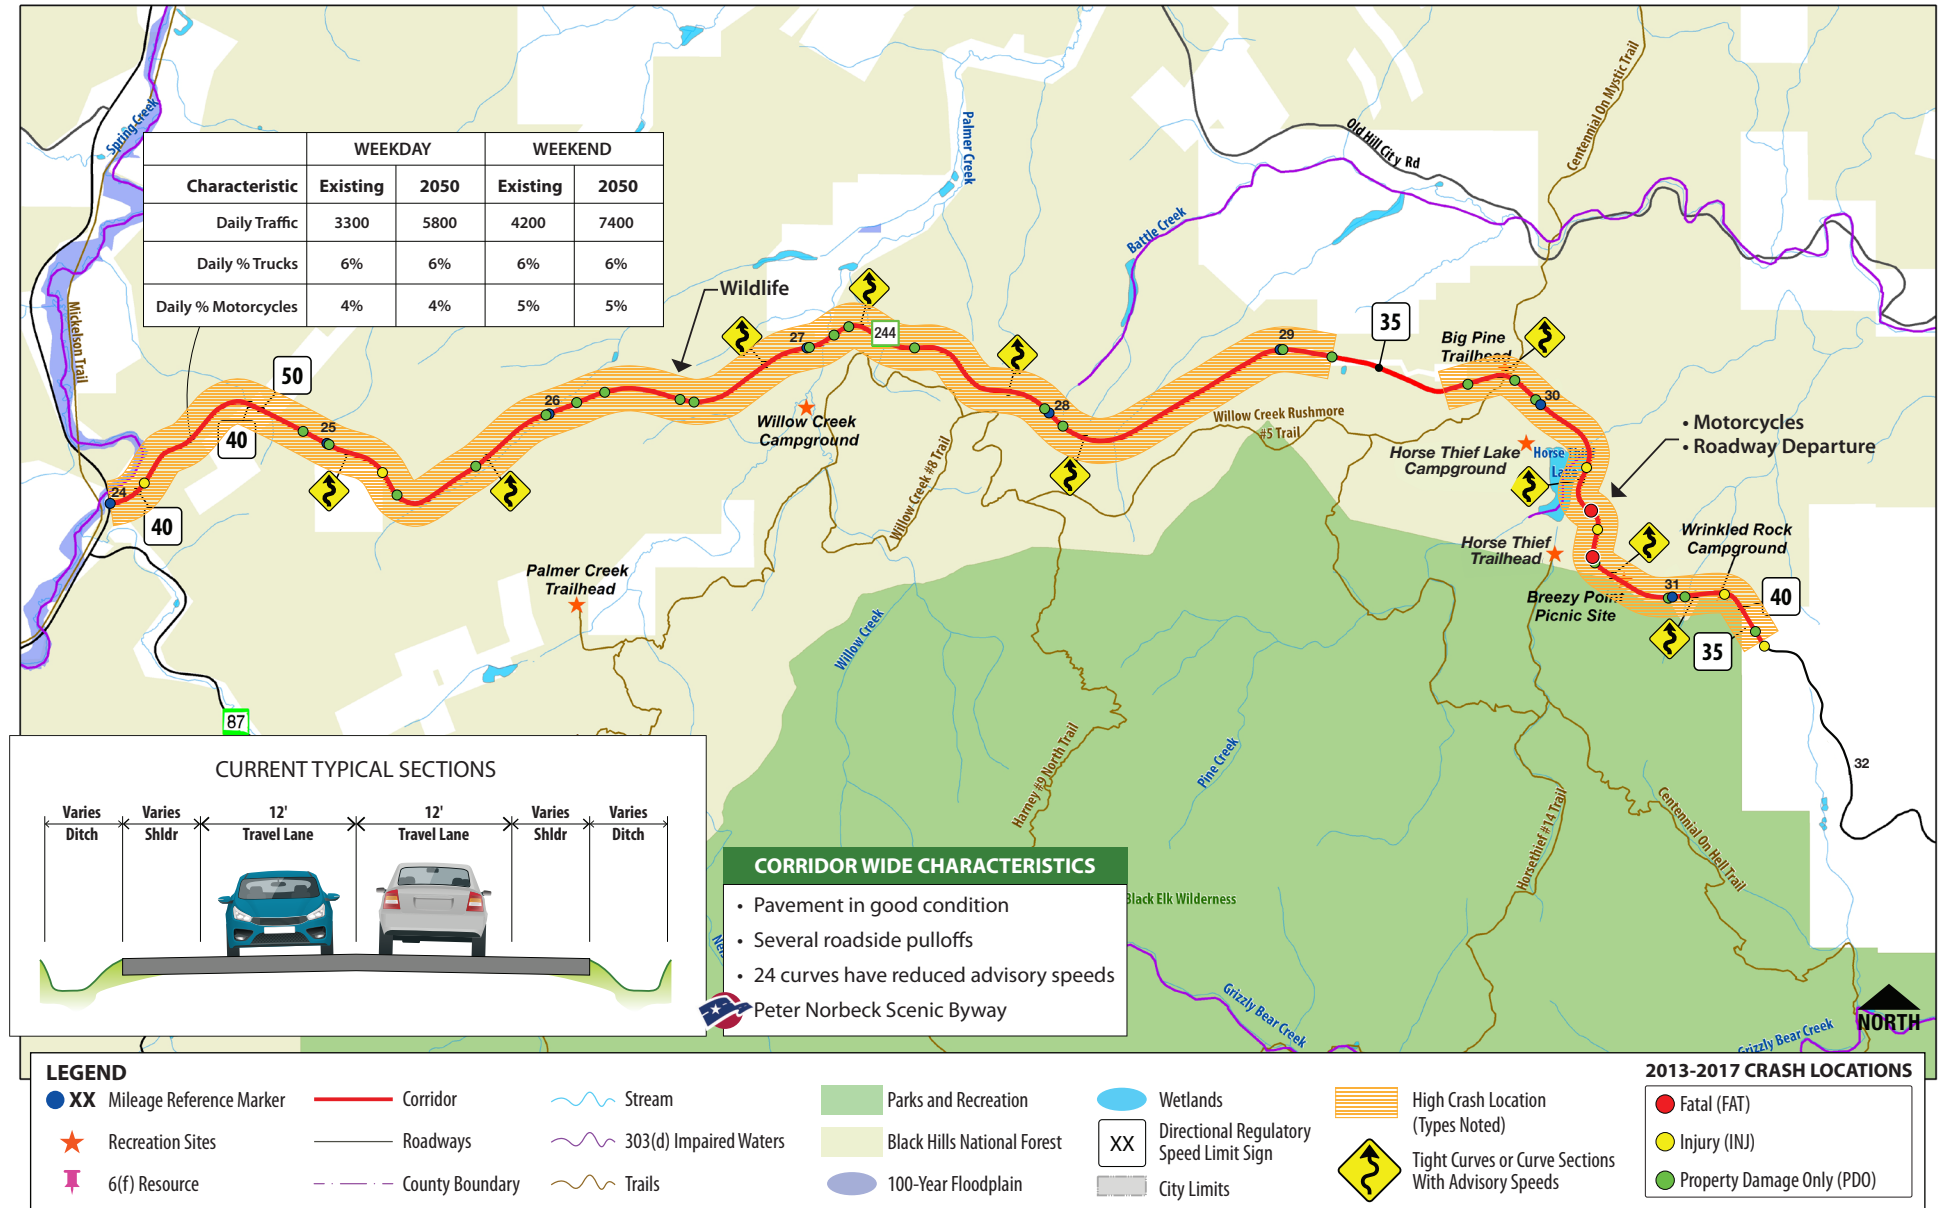 Spring Creek
Palmer Creek
Old Hill City Rd
Centennial On Mystic Trail
WEEKDAY WEEKEND
Characteristic Existing 2050 Existing 2050
Daily Traffic 3300 5800 4200 7400
Daily % Trucks 6% 6% 6% 6%
Daily % Motorcycles 4% 4% 5% 5%
Battle Creek
Mickelson Trail
Wildlife
244
27
29
35
Big Pine
Trailhead
50
40
25
26
28
30
Willow Creek
Campground
Willow Creek Rushmore
#5 Trail
Willow Creek #8 Trail
• Motorcycles
• Roadway Departure
Horse Thief Lake
Campground
Horse
24
40
Horse Thief
Trailhead
Wrinkled Rock
Campground
Palmer Creek
Trailhead
31
Breezy Point
Picnic Site
40
35
Willow Creek
87
32
Harney #9 North Trail
Pine Creek
Horsethief #14 Trail
Centennial On Hell Trail
Black Elk Wilderness
Grizzly Bear Creek
Grizzly Bear Creek
NORTH
CURRENT TYPICAL SECTIONS
Varies Varies 12' 12' Varies Varies
Ditch Shldr Travel Lane Travel Lane Shldr Ditch
CORRIDOR WIDE CHARACTERISTICS
• Pavement in good condition
• Several roadside pulloffs
• 24 curves have reduced advisory speeds
Peter Norbeck Scenic Byway
LEGEND
XX Mileage Reference Marker
Recreation Sites
6(f) Resource
Corridor
Roadways
County Boundary
Stream
303(d) Impaired Waters
Trails
Parks and Recreation
Black Hills National Forest
100-Year Floodplain
Wetlands
XX
Directional Regulatory
Speed Limit Sign
City Limits
High Crash Location
(Types Noted)
Tight Curves or Curve Sections
With Advisory Speeds
2013-2017 CRASH LOCATIONS
Fatal (FAT)
Injury (INJ)
Property Damage Only (PDO)